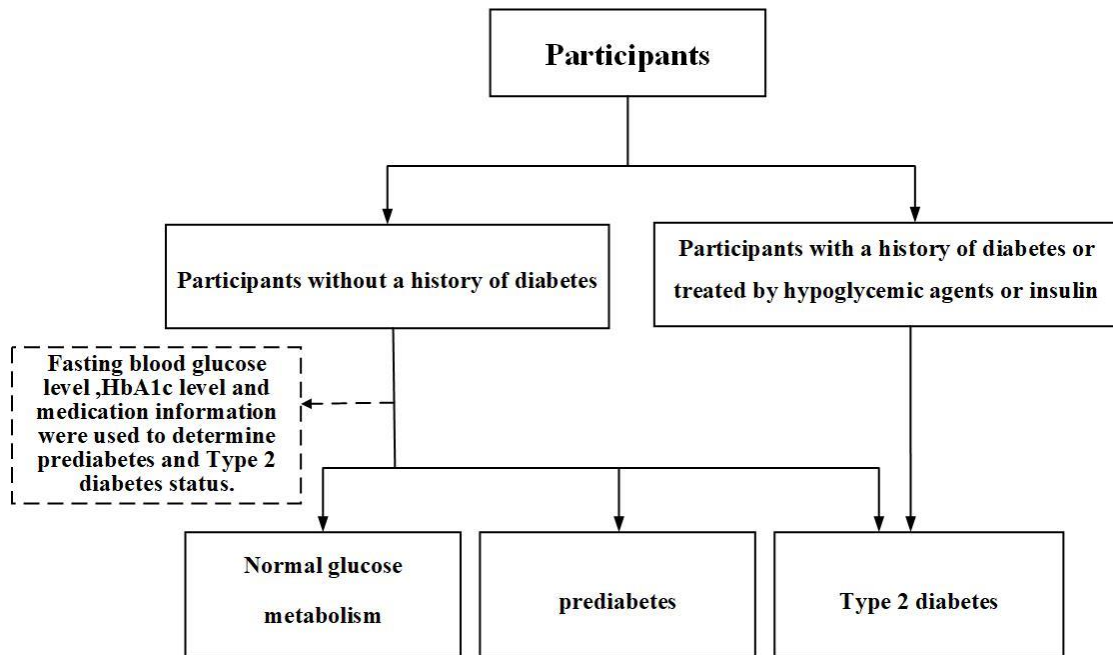 Participants
Participants without a history of diabetes
Participants with a history of diabetes or
treated by hypoglycemic agents or insulin
Fasting blood glucose
level ,HbA1c level and
medication information
were used to determine
prediabetes and Type 2
diabetes status.
Normal glucose
metabolism
prediabetes
Type 2 diabetes